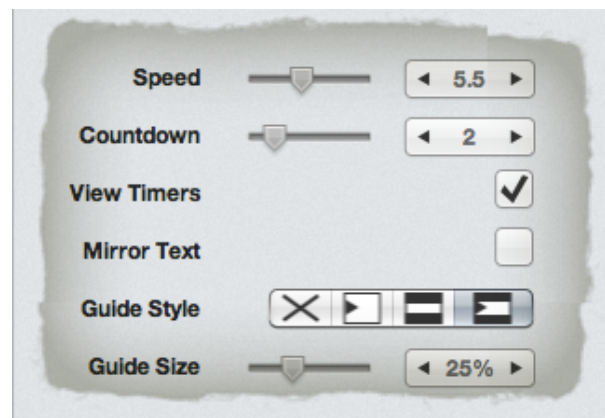 Speed 5.5
Countdown 2
View Timers
Mirror Text
Guide Style
Guide Size 25%